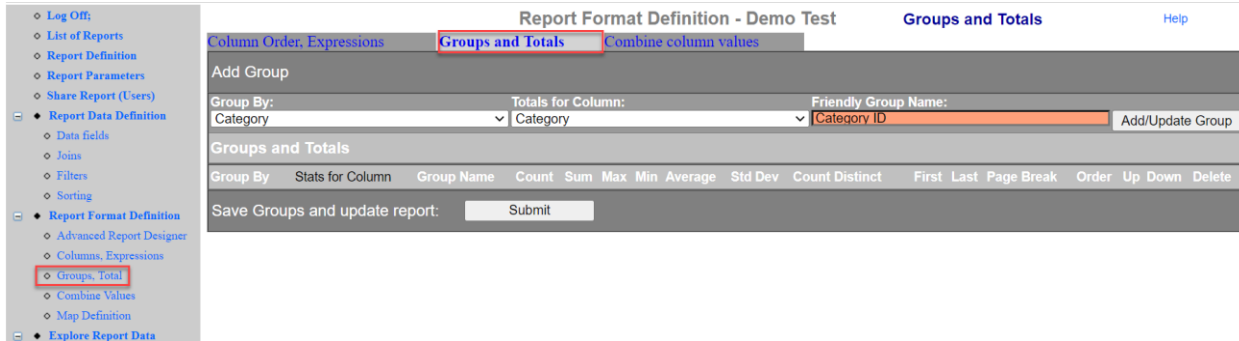 Log Off;
List of Reports
Report Definition
Report Parameters
Share Report (Users)
Report Data Definition
Data fields
Joins
Filters
Sorting
Report Format Definition
Advanced Report Designer
Columns, Expressions
Groups, Total
Combine Values
Map Definition
Explore Report Data
Report Format Definition - Demo Test Groups and Totals Help
Column Order, Expressions Groups and Totals Combine column values
Add Group
Group By: Totals for Column: Friendly Group Name:
Category Category Category ID Add/Update Group
Groups and Totals
Group By Stats for Column Group Name Count Sum Max Min Average Std Dev Count Distinct First Last Page Break Order Up Down Delete
Save Groups and update report: Submit